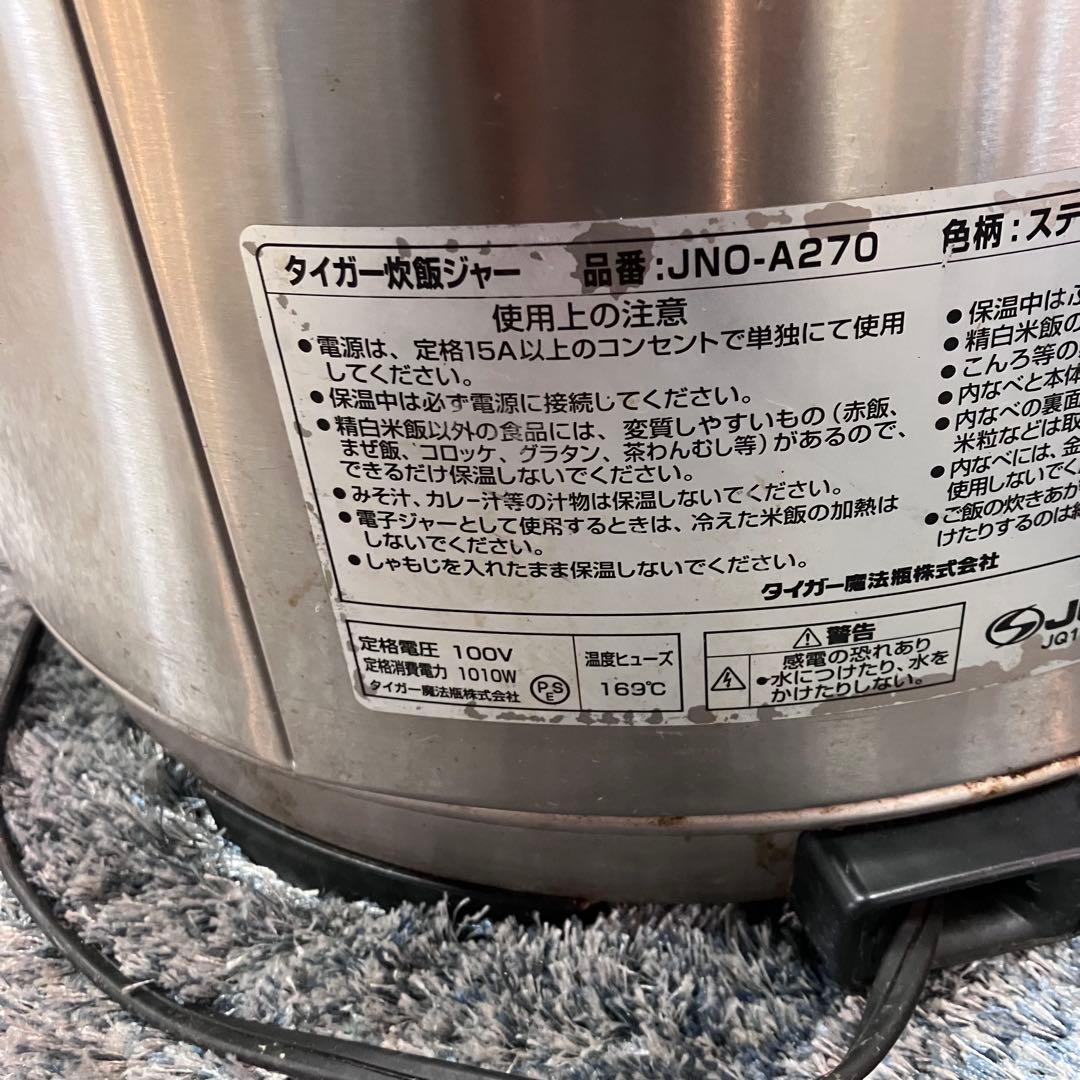 タイガー炊飯ジャー 品番:JNO-A270 色柄:ステ
使用上の注意
●電源は、定格15A以上のコンセントで単独にて使用
してください。
●保温中は必ず電源に接続してください。
●精白米飯以外の食品には、変質しやすいもの(赤飯、
まぜ飯、コロッケ、グラタン、茶わんむし等)があるので、
できるだけ保温しないでください。
●みそ汁、カレー汁等の汁物は保温しないでください。
●電子ジャーとして使用するときは、冷えた米飯の加熱は
しないでください。
●しゃもじを入れたまま保温しないでください。
●保温中はぶ
●精白米飯の
●こんろ等の
●内なべと本体
●内なべの裏面
米粒などは取
●内なべには、金
使用しないでく
●ご飯の炊きあが
けたりするのは
タイガー魔法瓶株式会社
定格電圧 100V
定格消費電力 1010W
タイガー魔法瓶株式会社
PSE
温度ヒューズ
169℃
警告
感電の恐れあり
●水につけたり、水を
かけたりしない。
JQ1